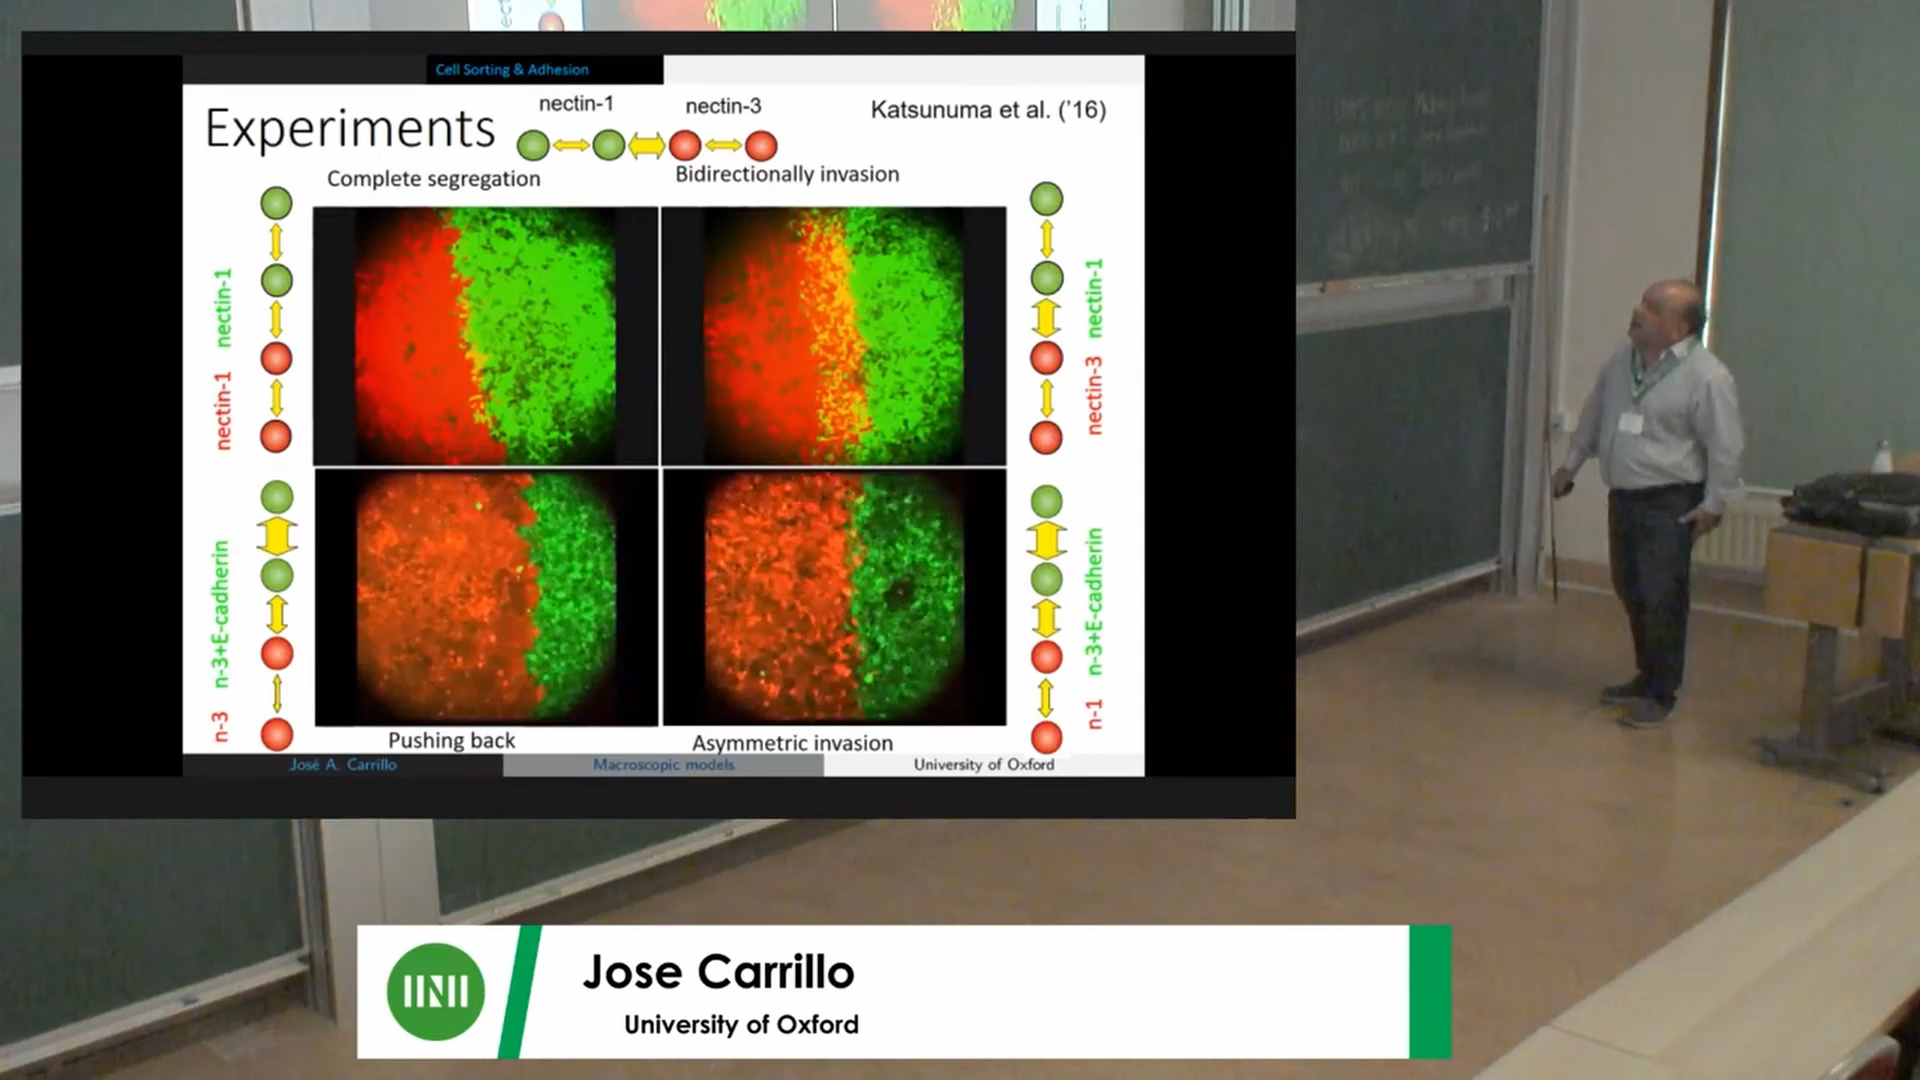 Cell Sorting & Adhesion
Experiments
nectin-1
nectin-3
Katsunuma et al. ('16)
Complete segregation
Bidirectionally invasion
nectin-1 nectin-1
nectin-3 nectin-1
n-3 n-3+E-cadherin
n-1 n-3+E-cadherin
Pushing back
Asymmetric invasion
José A. Carrillo
Macroscopic models
University of Oxford
Jose Carrillo
University of Oxford